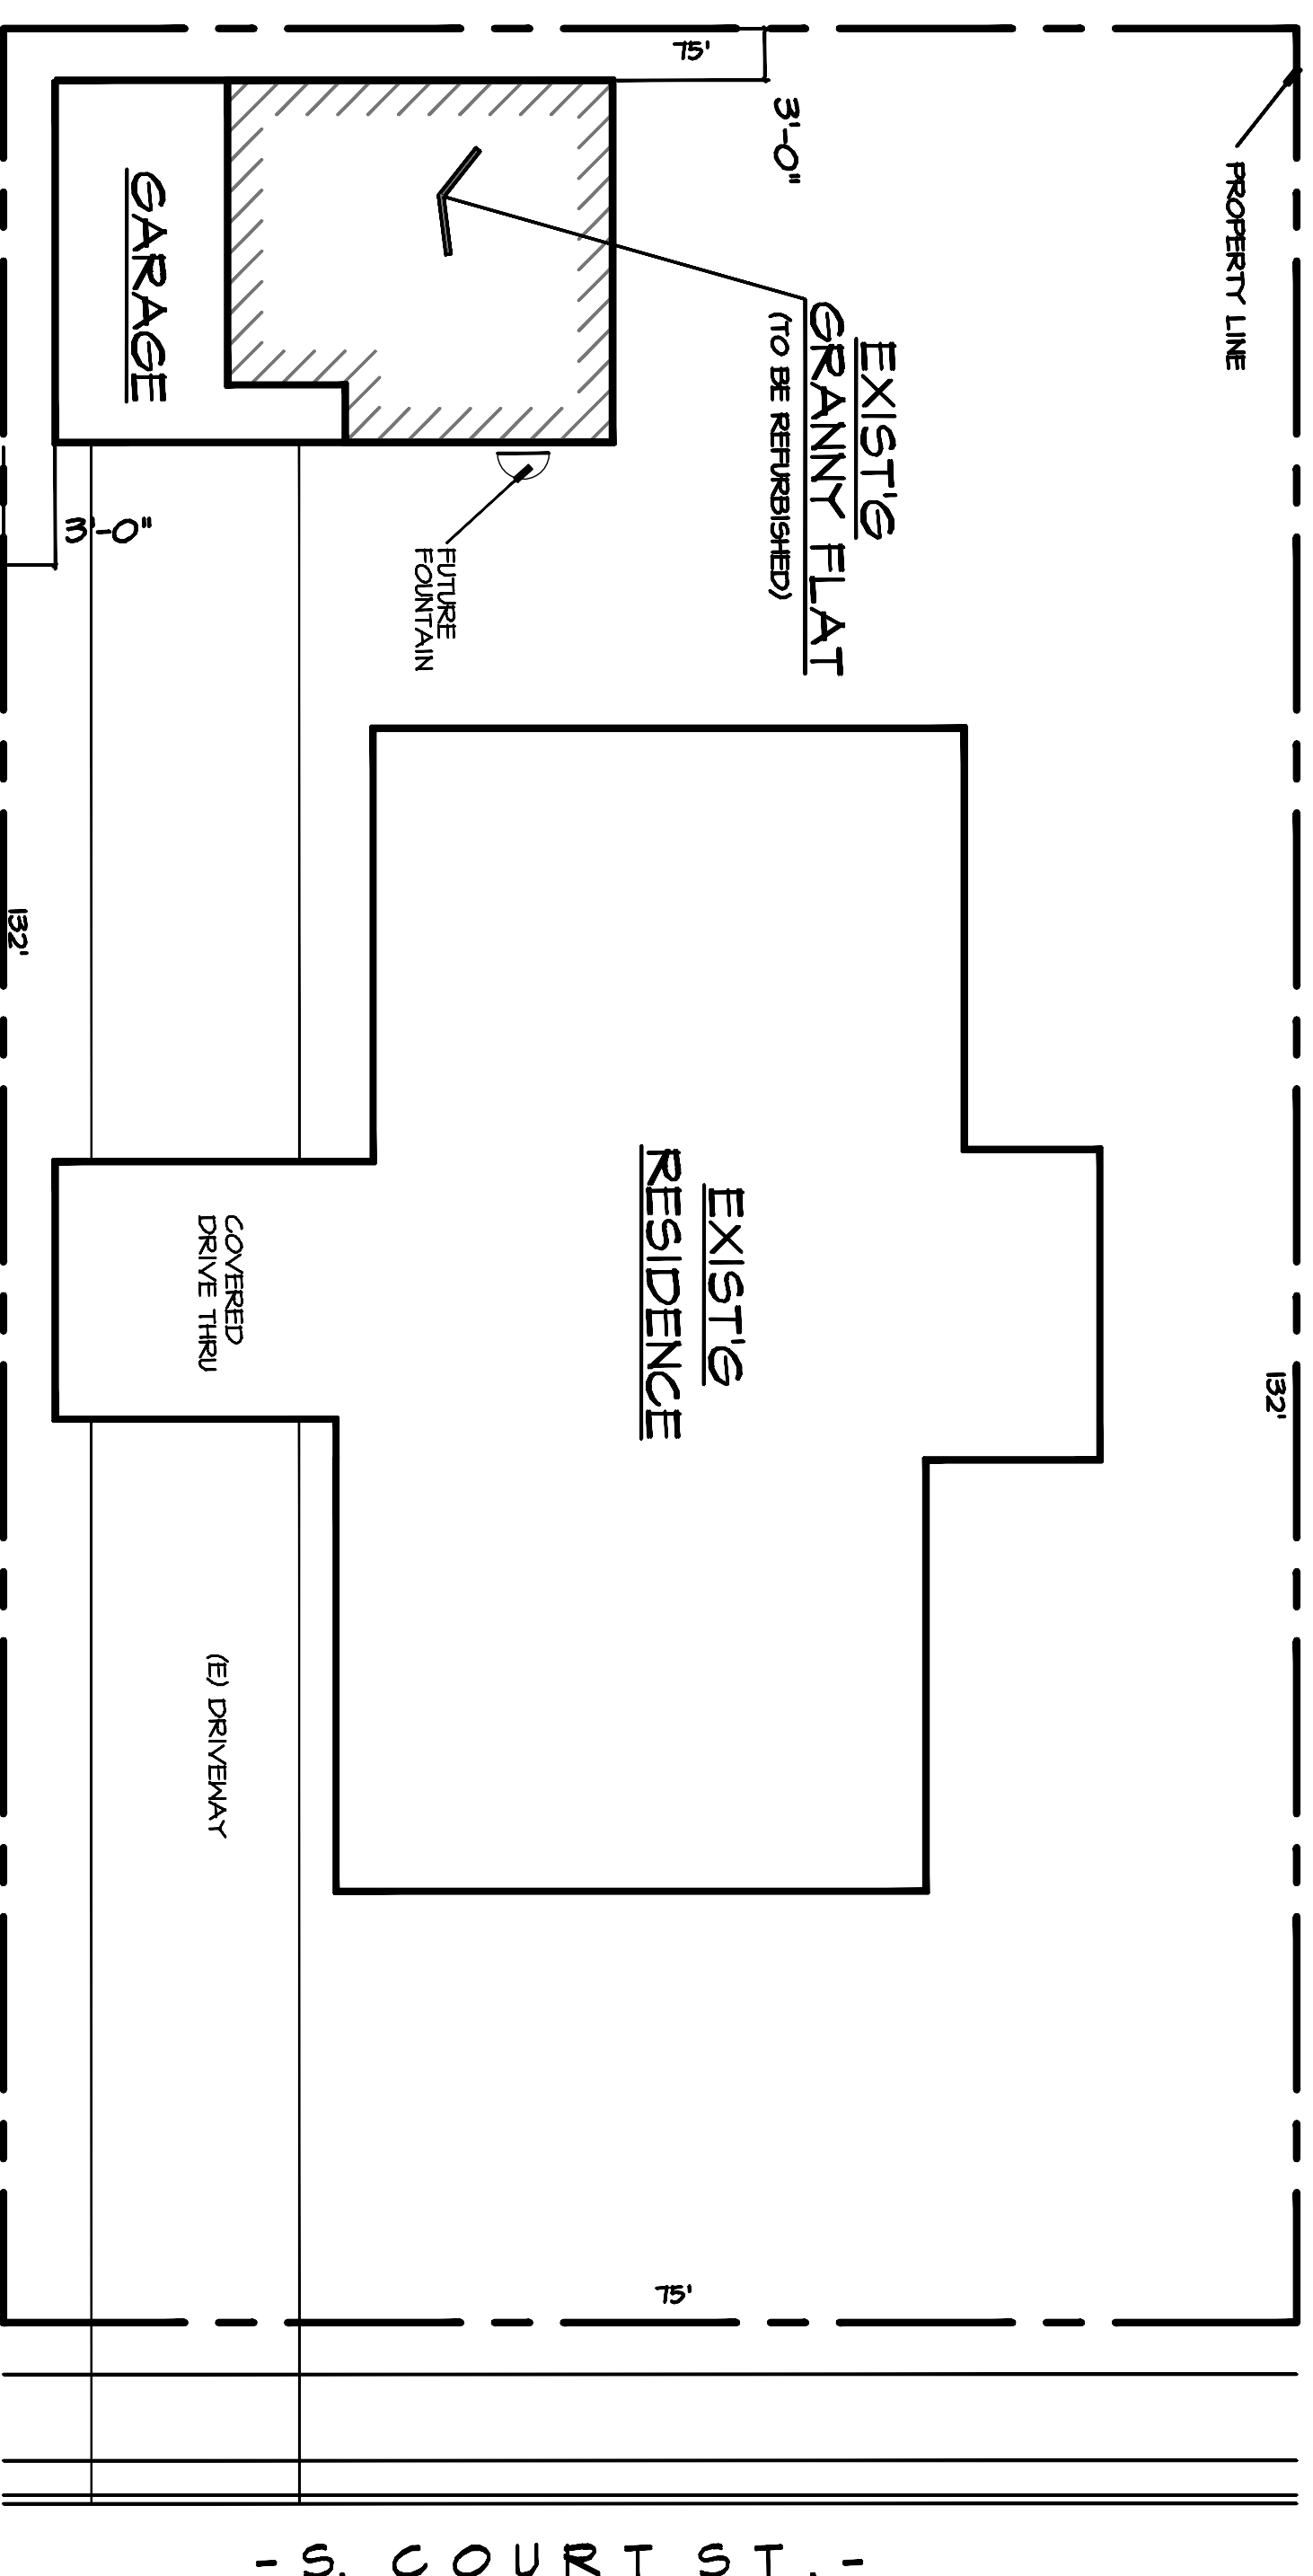 75'
3'-0"
PROPERTY LINE
GARAGE
EXIST'G
GRANNY FLAT
(TO BE REFURBISHED)
3'-0"
FUTURE
FOUNTAIN
132'
EXIST'G
RESIDENCE
COVERED
DRIVE THRU
132'
(E) DRIVEWAY
75'
- S. COURT ST. -